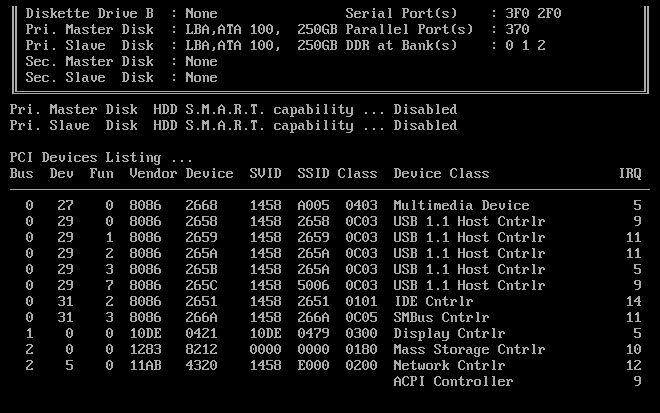 Diskette Drive B  : None                Serial Port(s)    : 3F0 2F0
Pri. Master Disk  : LBA,ATA 100,  250GB Parallel Port(s)  : 370
Pri. Slave  Disk  : LBA,ATA 100,  250GB DDR at Bank(s)    : 0 1 2
Sec. Master Disk  : None
Sec. Slave  Disk  : None
Pri. Master Disk  HDD S.M.A.R.T. capability ... Disabled
Pri. Slave  Disk  HDD S.M.A.R.T. capability ... Disabled
PCI Devices Listing ...
Bus  Dev  Fun  Vendor Device  SVID  SSID Class  Device Class            IRQ
0   27    0  8086   2668    1458  A005  0403  Multimedia Device         5
0   29    0  8086   2658    1458  2658  0C03  USB 1.1 Host Cntrlr       9
0   29    1  8086   2659    1458  2659  0C03  USB 1.1 Host Cntrlr      11
0   29    2  8086   265A    1458  265A  0C03  USB 1.1 Host Cntrlr      11
0   29    3  8086   265B    1458  265A  0C03  USB 1.1 Host Cntrlr       5
0   29    7  8086   265C    1458  5006  0C03  USB 1.1 Host Cntrlr       9
0   31    2  8086   2651    1458  2651  0101  IDE Cntrlr               14
0   31    3  8086   266A    1458  266A  0C05  SMBus Cntrlr             11
1    0    0  10DE   0421    10DE  0479  0300  Display Cntrlr            5
2    0    0  1283   8212    0000  0000  0180  Mass Storage Cntrlr      10
2    5    0  11AB   4320    1458  E000  0200  Network Cntrlr           12
ACPI Controller           9